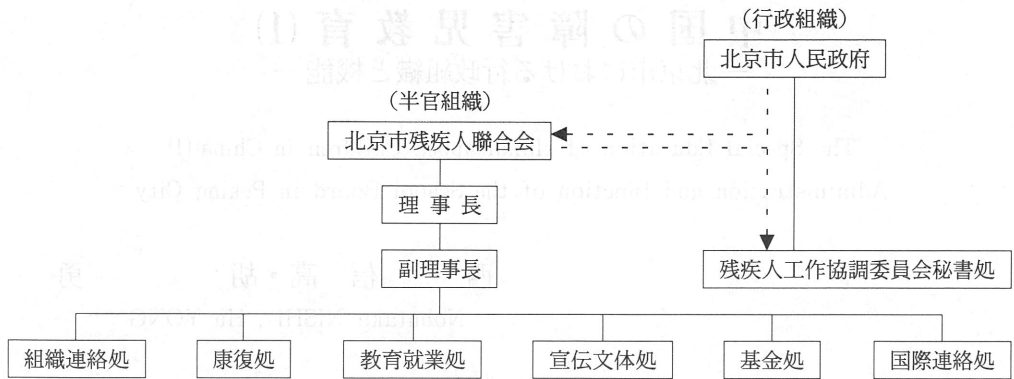 （行政組織）
北京市人民政府
（半官組織）
北京市残疾人聯合会
理事長
副理事長
残疾人工作協調委員会秘書処
組織連絡処
康復処
教育就業処
宣伝文体処
基金処
国際連絡処